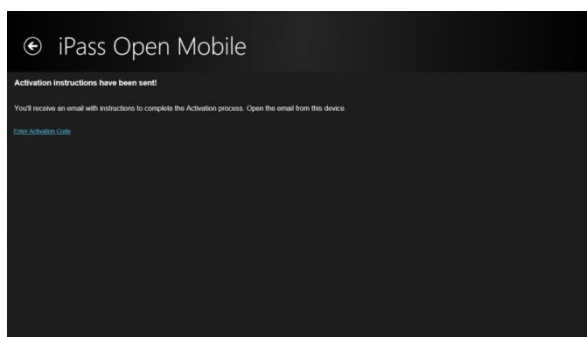 iPass Open Mobile
Activation instructions have been sent!
You'll receive an email with instructions to complete the Activation process. Open the email from this device.
Enter Activation Code